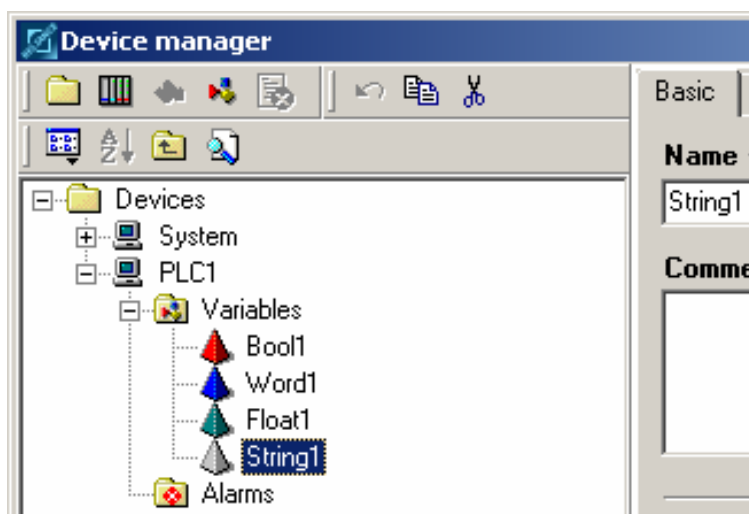 Device manager
Basic
Name
String1
Comme
Devices
System
PLC1
Variables
Bool1
Word1
Float1
String1
Alarms